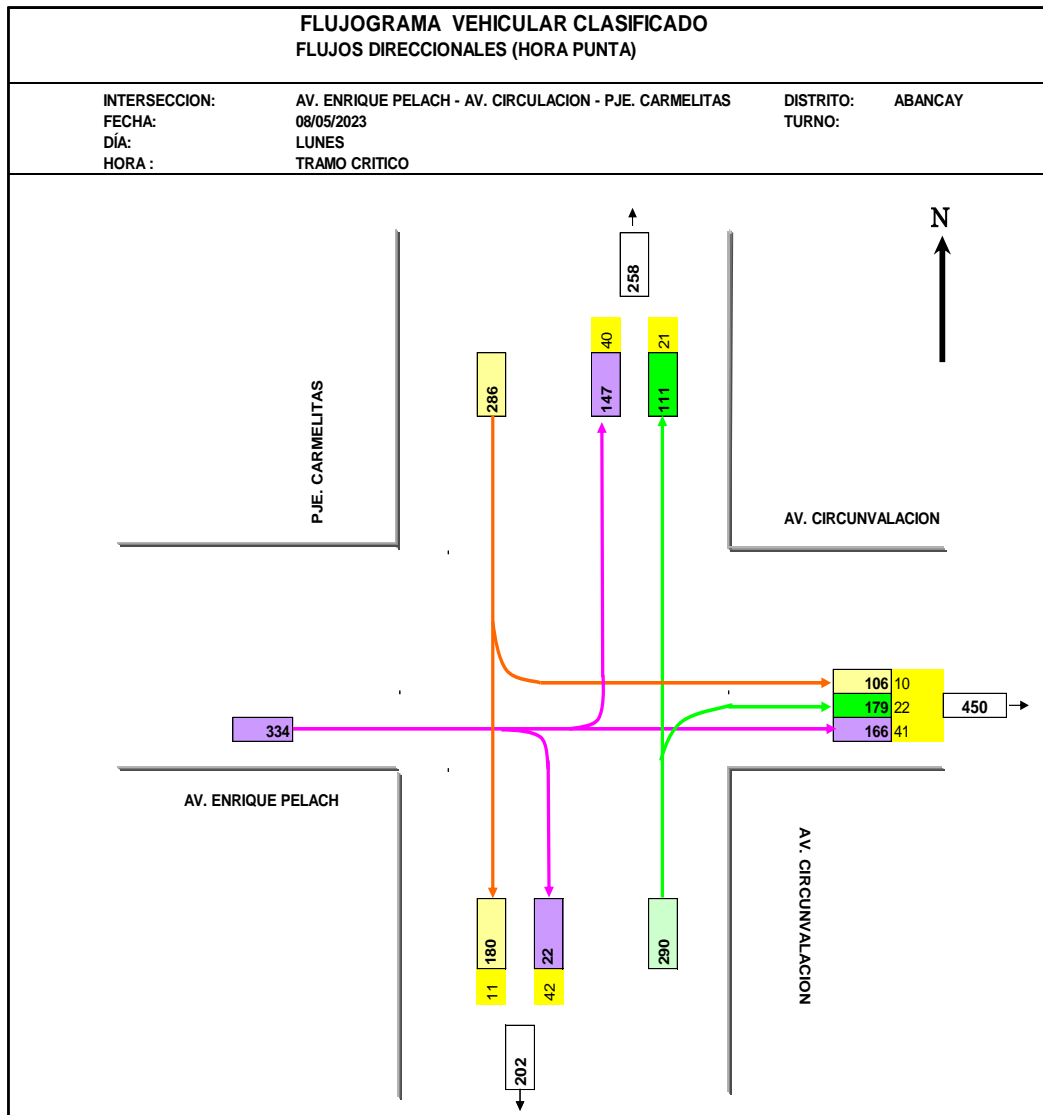 FLUJOGRAMA VEHICULAR CLASIFICADO
FLUJOS DIRECCIONALES (HORA PUNTA)
INTERSECCION: AV. ENRIQUE PELACH - AV. CIRCULACION - PJE. CARMELITAS DISTRITO: ABANCAY
FECHA: 08/05/2023 TURNO:
DÍA: LUNES
HORA : TRAMO CRITICO
N
258
40 21
286 147 111
PJE. CARMELITAS
AV. CIRCUNVALACION
106 10
179 22 450
166 41
334
AV. ENRIQUE PELACH
AV. CIRCUNVALACION
180 22 290
11 42
202